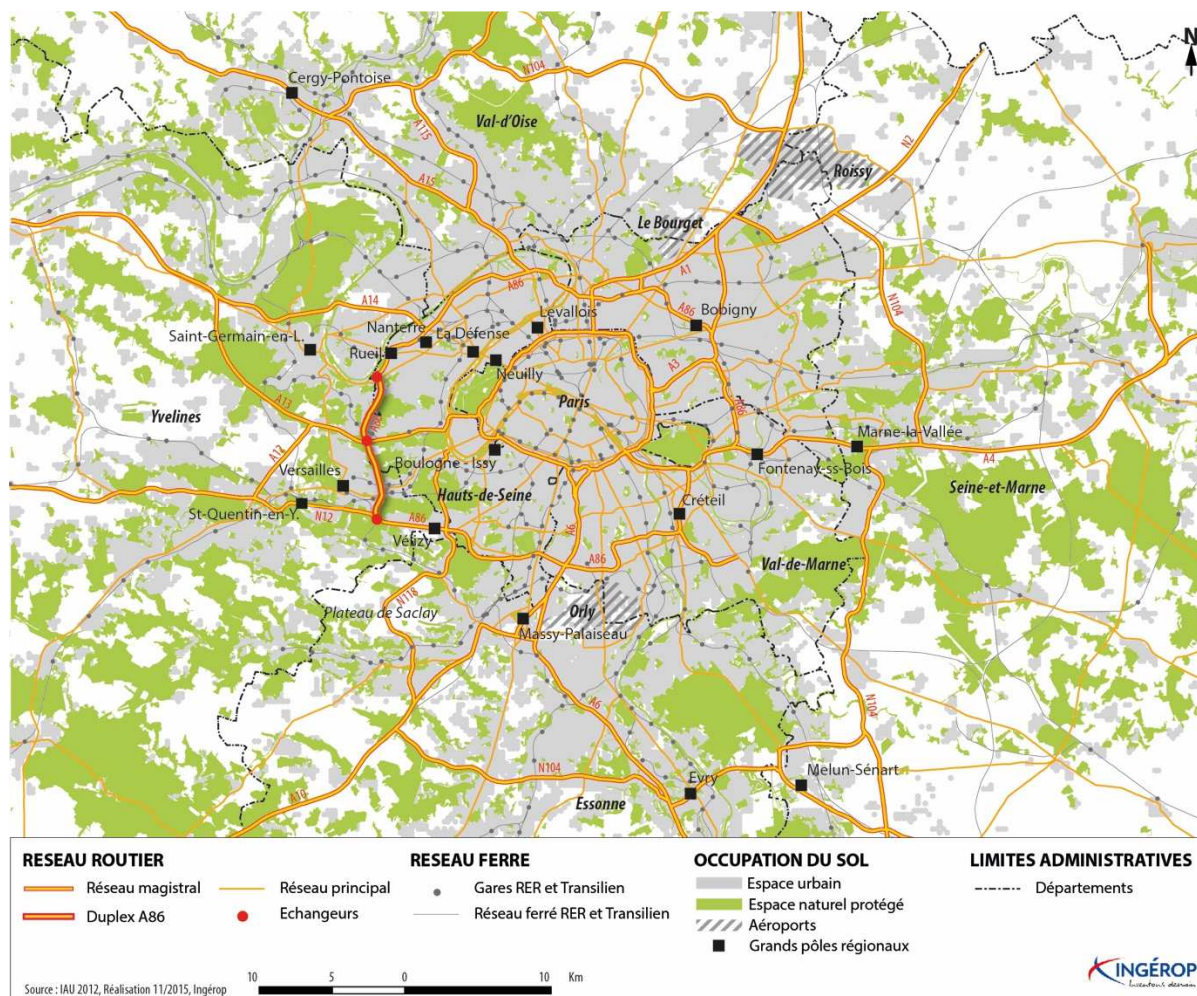 N
N104
Cergy-Pontoise
Val-d'Oise
A115
N2
Roissy
A15
Le Bourget
A1
A86
A14
Levallois
A86
Bobigny
N104
Nanterre
La Défense
Saint-Germain-en-L.
Rueil
Neuilly
A3
A13
Paris
Yvelines
A86
A86
Marne-la-Vallée
A12
Boulogne - Issy
Fontenay-ss-Bois
A4
Versailles
Hauts-de-Seine
Seine-et-Marne
St-Quentin-en-Y.
N12
A86
Créteil
Vélizy
A6
A86
Val-de-Marne
N118
Plateau de Saclay
Orly
Massy-Palaiseau
A6
N104
N104
Melun-Sénart
Evry
A10
Essonne
RESEAU ROUTIER
Réseau magistral
Réseau principal
Duplex A86
Echangeurs
RESEAU FERRE
Gares RER et Transilien
Réseau ferré RER et Transilien
OCCUPATION DU SOL
Espace urbain
Espace naturel protégé
Aéroports
Grands pôles régionaux
LIMITES ADMINISTRATIVES
Départements
Source : IAU 2012, Réalisation 11/2015, Ingérop
10 5 0 10 Km
INGÉROP
Inventons demain